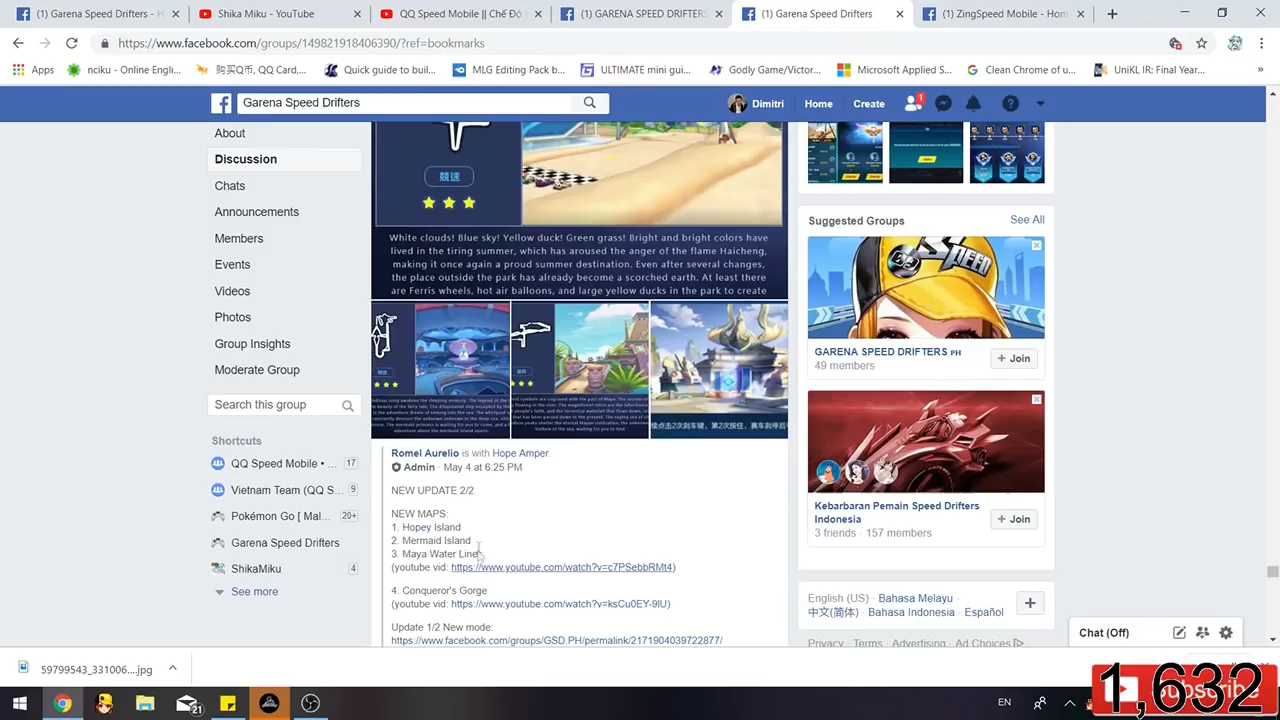 (1) Garena Speed Drifters
Shika Miku - YouTube
QQ Speed Mobile || Chế Độ
(1) GARENA SPEED DRIFTERS
(1) Garena Speed Drifters
(1) ZingSpeed Mobile - Hom
https://www.facebook.com/groups/149821918406390/?ref=bookmarks
Apps
nciku - Online Engli...
购买Q币, QQ Card,...
Quick guide to buil...
MLG Editing Pack b...
ULTIMATE mini gui...
Godly Game/Victor...
Microsoft Applied S...
Clean Chrome of u...
UniKL IR: Final Year...
»
Garena Speed Drifters
Dimitri
Home
Create
1
About
Discussion
Chats
Announcements
Members
Events
Videos
Photos
Group Insights
Moderate Group
Search this group
Shortcuts
QQ Speed Mobile •...
17
Vietnam Team (QQ S...
9
Pokémon Go [ Mal...
20+
Garena Speed Drifters
ShikaMiku
4
See more
競速
White clouds! Blue sky! Yellow duck! Green grass! Bright and bright colors have
lived in the tiring summer, which has aroused the anger of the flame Haicheng,
making it once again a proud summer destination. Even after several changes,
the place outside the park has already become a scorched earth. At least there
are Ferris wheels, hot air balloons, and large yellow ducks in the park to create
Romel Aurelio is with Hope Amper
Admin · May 4 at 6:25 PM
NEW UPDATE 2/2
NEW MAPS:
1. Hopey Island
2. Mermaid Island
3. Maya Water Line
(youtube vid: https://www.youtube.com/watch?v=c7PSebbRMt4)
4. Conqueror's Gorge
(youtube vid: https://www.youtube.com/watch?v=ksCu0EY-9IU)
Update 1/2 New mode:
https://www.facebook.com/groups/GSD.PH/permalink/2171904039722877/
Suggested Groups
See All
GARENA SPEED DRIFTERS PH
49 members
+ Join
Kebarbaran Pemain Speed Drifters
Indonesia
3 friends · 157 members
+ Join
English (US) · Bahasa Melayu ·
中文(简体) · Bahasa Indonesia · Español
Privacy · Terms · Advertising · Ad Choices
Chat (Off)
59799543_331006...jpg
21
EN
1,632